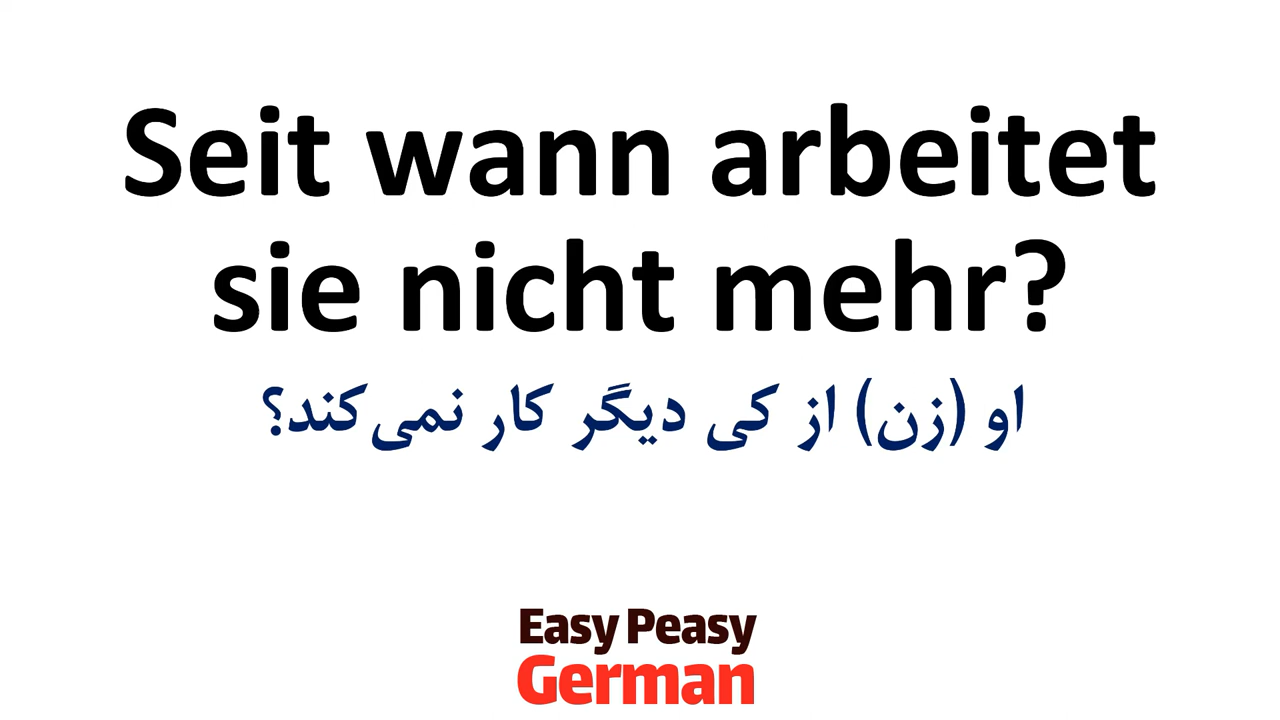 Seit wann arbeitet
sie nicht mehr?
او (زن) از کی دیگر کار نمی‌کند؟
Easy Peasy
German